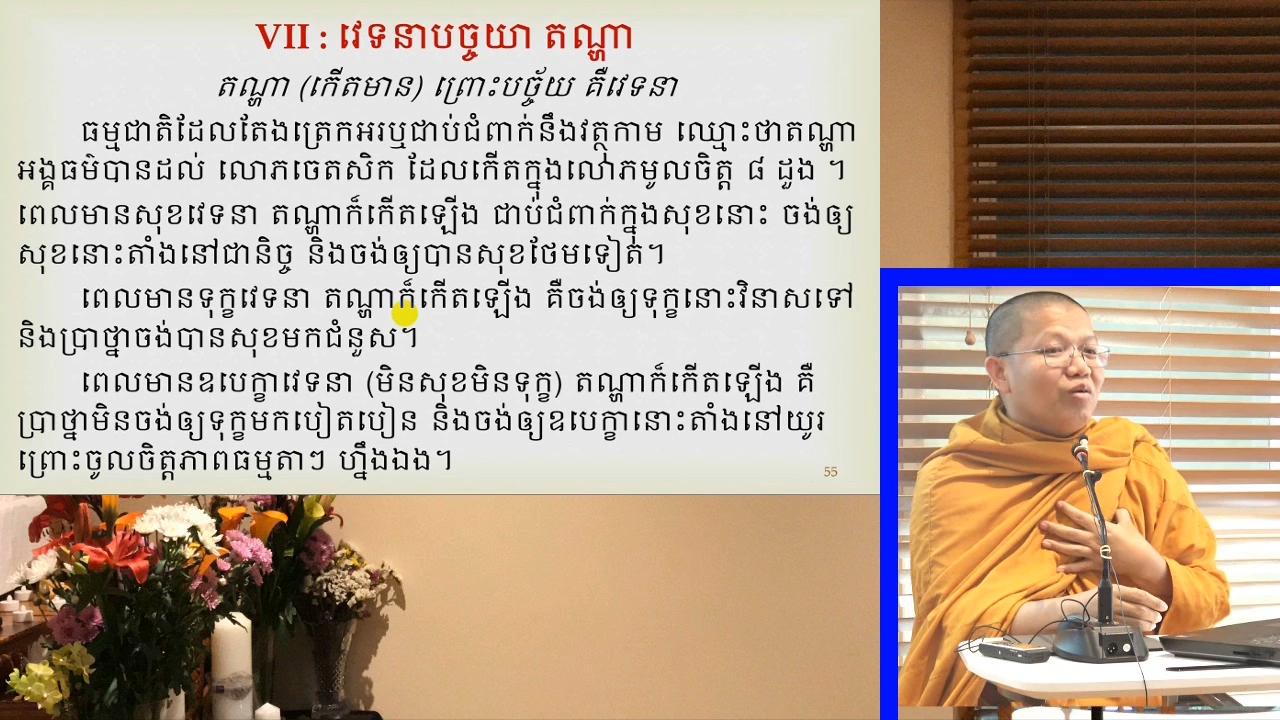 VII : វេទនាបច្ចយា តណ្ហា
តណ្ហា (កើតមាន) ព្រោះបច្ច័យ គឺវេទនា
ធម្មជាតិដែលតែងត្រេកអរឬជាប់ជំពាក់នឹងវត្ថុកាម ឈ្មោះថាតណ្ហា
អង្គធម៌បានដល់ លោភចេតសិក ដែលកើតក្នុងលោភមូលចិត្ត ៨ ដួង ។
ពេលមានសុខវេទនា តណ្ហាក៏កើតឡើង ជាប់ជំពាក់ក្នុងសុខនោះ ចង់ឲ្យ
សុខនោះតាំងនៅជានិច្ច និងចង់ឲ្យបានសុខថែមទៀត។
ពេលមានទុក្ខវេទនា តណ្ហាក៏កើតឡើង គឺចង់ឲ្យទុក្ខនោះវិនាសទៅ
និងប្រាថ្នាចង់បានសុខមកជំនួស។
ពេលមានឧបេក្ខាវេទនា (មិនសុខមិនទុក្ខ) តណ្ហាក៏កើតឡើង គឺ
ប្រាថ្នាមិនចង់ឲ្យទុក្ខមកបៀតបៀន និងចង់ឲ្យឧបេក្ខានោះតាំងនៅយូរ
ព្រោះចូលចិត្តភាពធម្មតាៗ ហ្នឹងឯង។
55